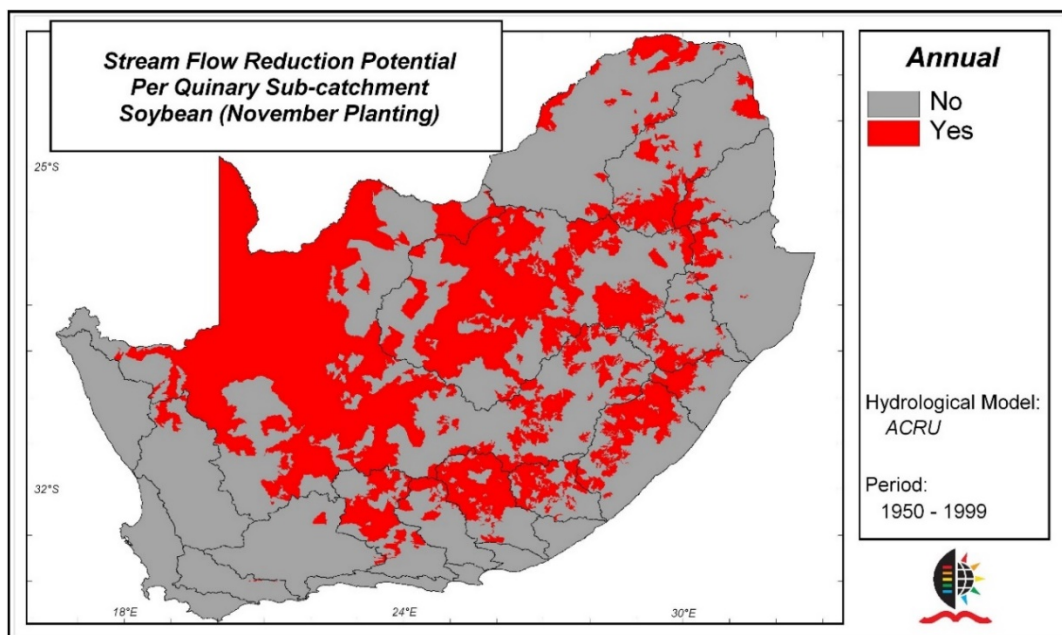 Stream Flow Reduction Potential
Per Quinary Sub-catchment
Soybean (November Planting)
Annual
No
Yes
25°S
32°S
18°E
24°E
30°E
Hydrological Model:
ACRU
Period:
1950 - 1999